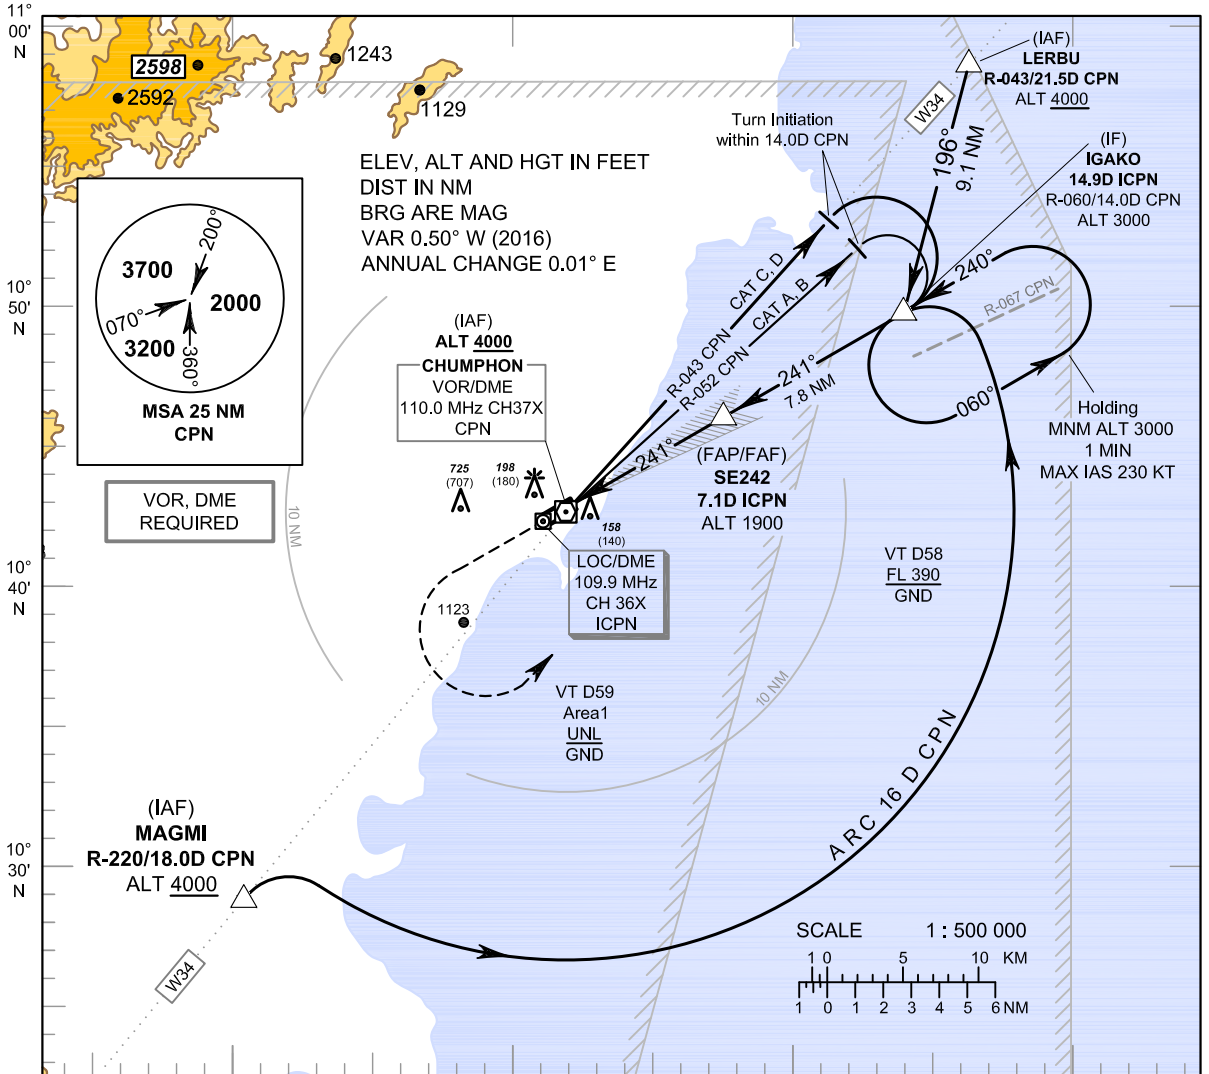 11°
00'
N
2598
2592
1243
1129
(IAF)
LERBU
R-043/21.5D CPN
ALT 4000
W34
Turn Initiation
within 14.0D CPN
196°
9.1 NM
(IF)
IGAKO
14.9D ICPN
R-060/14.0D CPN
ALT 3000
ELEV, ALT AND HGT IN FEET
DIST IN NM
BRG ARE MAG
VAR 0.50° W (2016)
ANNUAL CHANGE 0.01° E
200°
3700
2000
070°
3200
360°
MSA 25 NM
CPN
10°
50'
N
240°
R-067 CPN
CAT C, D
CAT A, B
R-043 CPN
R-052 CPN
(IAF)
ALT 4000
CHUMPHON
VOR/DME
110.0 MHz CH37X
CPN
241°
7.8 NM
060°
Holding
MNM ALT 3000
1 MIN
MAX IAS 230 KT
241°
(FAP/FAF)
SE242
7.1D ICPN
ALT 1900
725
(707)
198
(180)
158
(140)
VOR, DME
REQUIRED
10 NM
LOC/DME
109.9 MHz
CH 36X
ICPN
VT D58
FL 390
GND
10°
40'
N
1123
VT D59
Area1
UNL
GND
10 NM
ARC 16 D CPN
(IAF)
MAGMI
R-220/18.0D CPN
ALT 4000
10°
30'
N
W34
SCALE 1 : 500 000
1 0 5 10 KM
1 0 1 2 3 4 5 6 NM